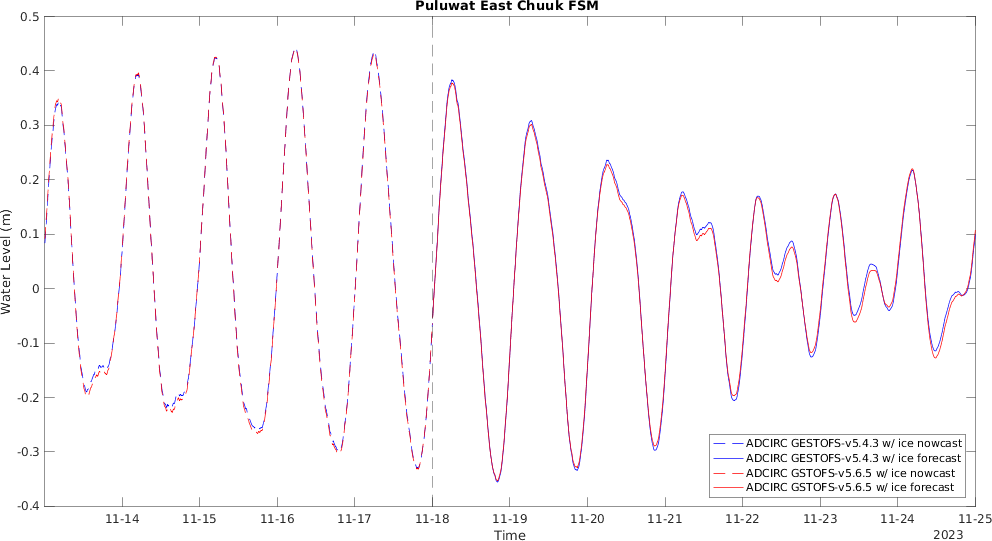 Puluwat East Chuuk FSM
0.5
0.4
0.3
0.2
0.1
0
-0.1
-0.2
-0.3
-0.4
Water Level (m)
ADCIRC GESTOFS-v5.4.3 w/ ice nowcast
ADCIRC GESTOFS-v5.4.3 w/ ice forecast
ADCIRC GSTOFS-v5.6.5 w/ ice nowcast
ADCIRC GSTOFS-v5.6.5 w/ ice forecast
11-14 11-15 11-16 11-17 11-18 11-19 11-20 11-21 11-22 11-23 11-24 11-25
Time
2023